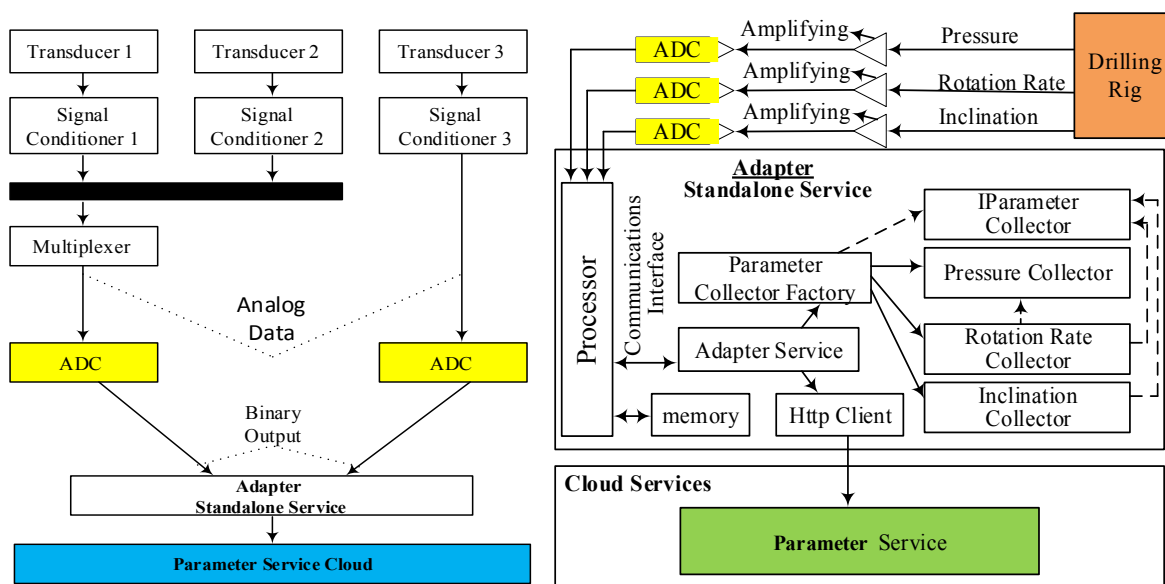 Transducer 1
Transducer 2
Transducer 3
Signal
Conditioner 1
Signal
Conditioner 2
Signal
Conditioner 3
Multiplexer
Analog
Data
ADC
ADC
Binary
Output
Adapter
Standalone Service
Parameter Service Cloud
ADC
Amplifying
Pressure
ADC
Amplifying
Rotation Rate
ADC
Amplifying
Inclination
Drilling
Rig
Adapter
Standalone Service
Processor
Communications
Interface
Parameter
Collector Factory
Adapter Service
memory
Http Client
IParameter
Collector
Pressure Collector
Rotation Rate
Collector
Inclination
Collector
Cloud Services
Parameter Service